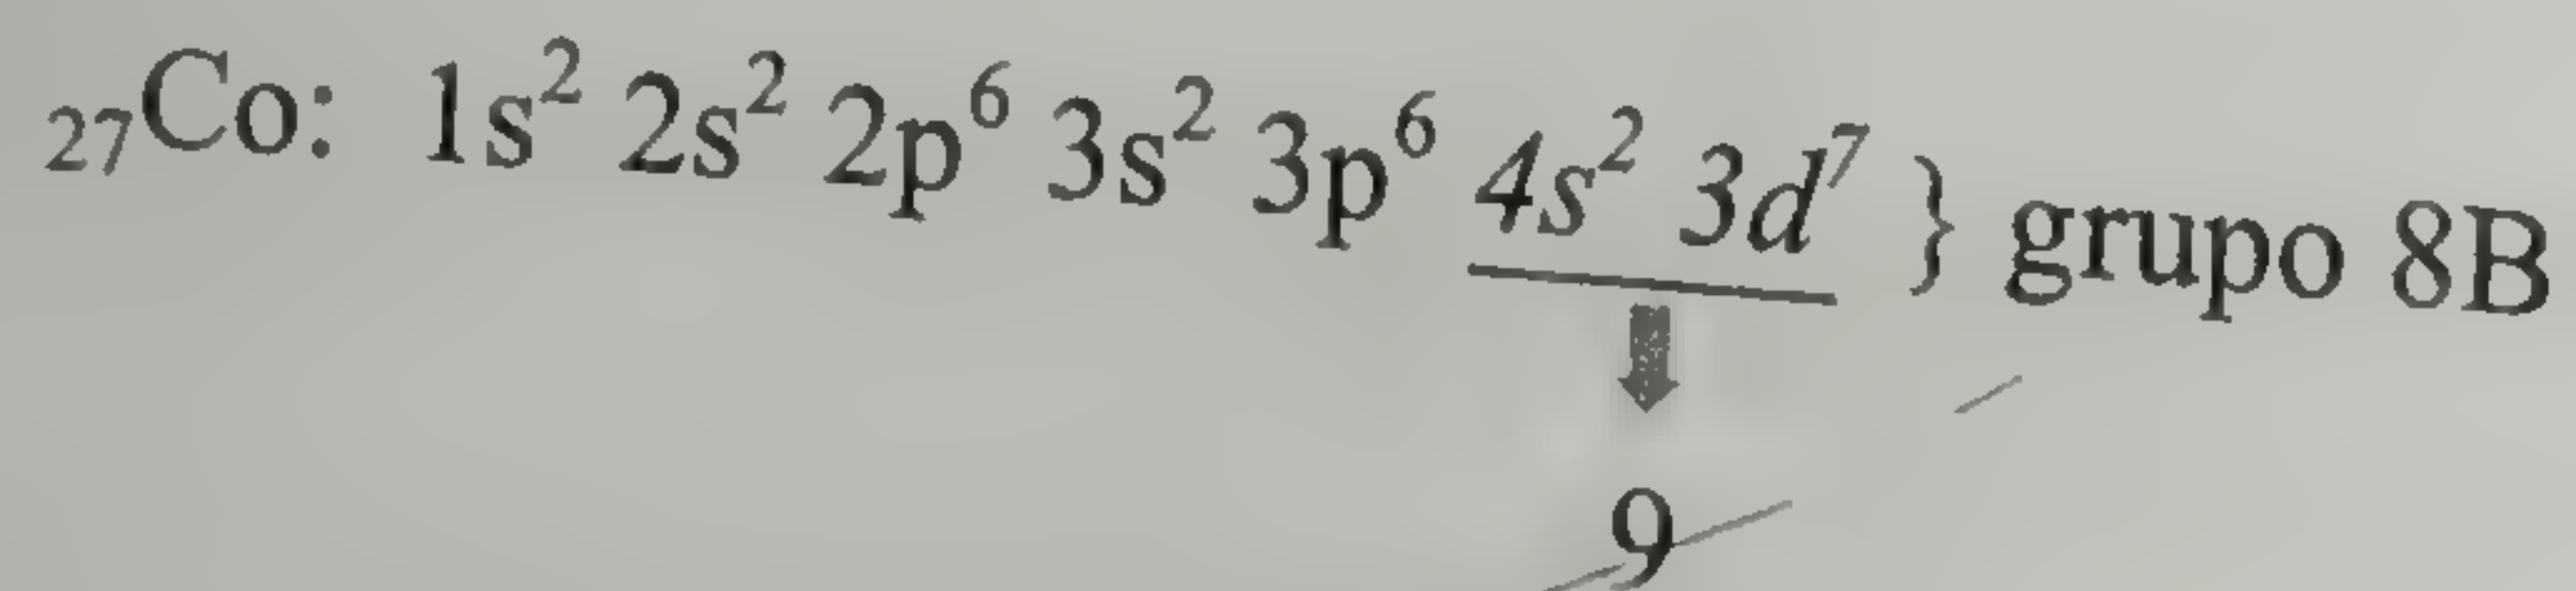 ₂₇Co: 1s² 2s² 2p⁶ 3s² 3p⁶ 4s² 3d⁷ } grupo 8B
9